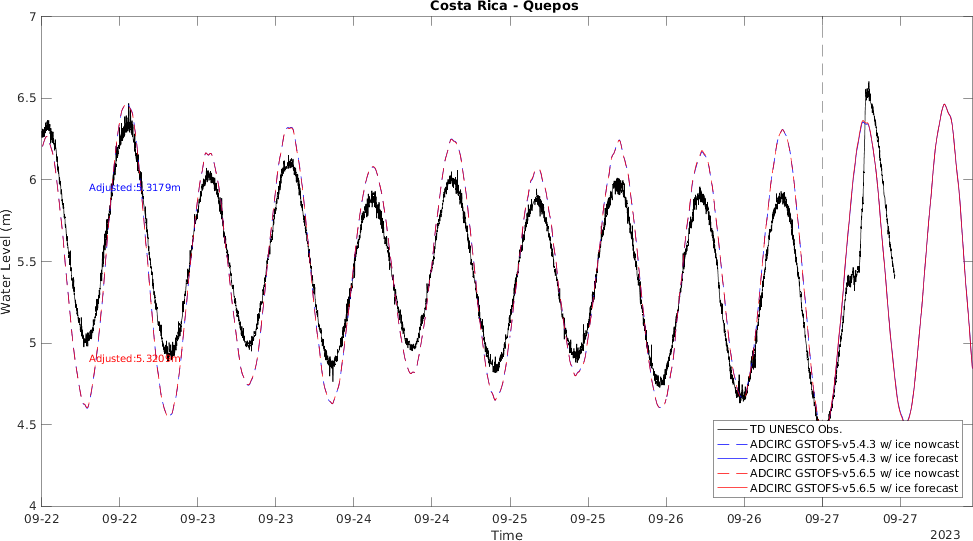 Costa Rica - Quepos
Water Level (m)
7
6.5
6
5.5
5
4.5
4
Adjusted:5.3179m
Adjusted:5.3209m
TD UNESCO Obs.
ADCIRC GSTOFS-v5.4.3 w/ ice nowcast
ADCIRC GSTOFS-v5.4.3 w/ ice forecast
ADCIRC GSTOFS-v5.6.5 w/ ice nowcast
ADCIRC GSTOFS-v5.6.5 w/ ice forecast
09-22 09-22 09-23 09-23 09-24 09-24 09-25 09-25 09-26 09-26 09-27 09-27
Time
2023